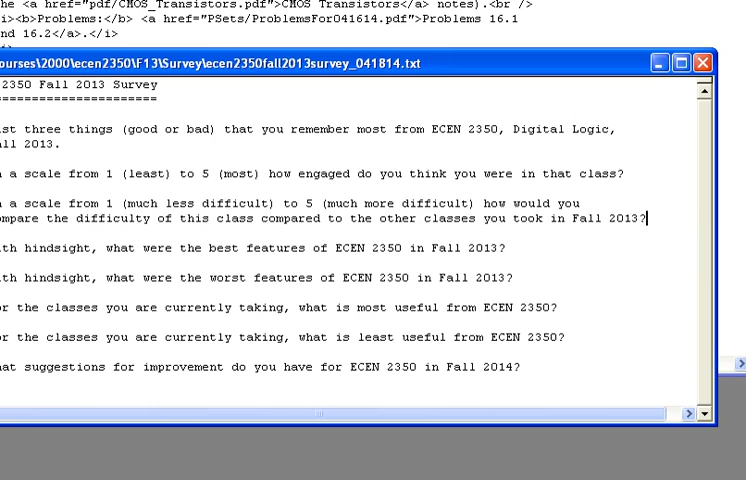 he <a href="pdf/CMOS_Transistors.pdf">CMOS Transistors</a> notes).<br />
i><b>Problems:</b> <a href="PSets/ProblemsFor041614.pdf">Problems 16.1
nd 16.2</a>.</i>
ourses\2000\ecen2350\F13\Survey\ecen2350fall2013survey_041814.txt
2350 Fall 2013 Survey
=====================
st three things (good or bad) that you remember most from ECEN 2350, Digital Logic,
all 2013.
n a scale from 1 (least) to 5 (most) how engaged do you think you were in that class?
n a scale from 1 (much less difficult) to 5 (much more difficult) how would you
ompare the difficulty of this class compared to the other classes you took in Fall 2013?
ith hindsight, what were the best features of ECEN 2350 in Fall 2013?
ith hindsight, what were the worst features of ECEN 2350 in Fall 2013?
or the classes you are currently taking, what is most useful from ECEN 2350?
or the classes you are currently taking, what is least useful from ECEN 2350?
hat suggestions for improvement do you have for ECEN 2350 in Fall 2014?